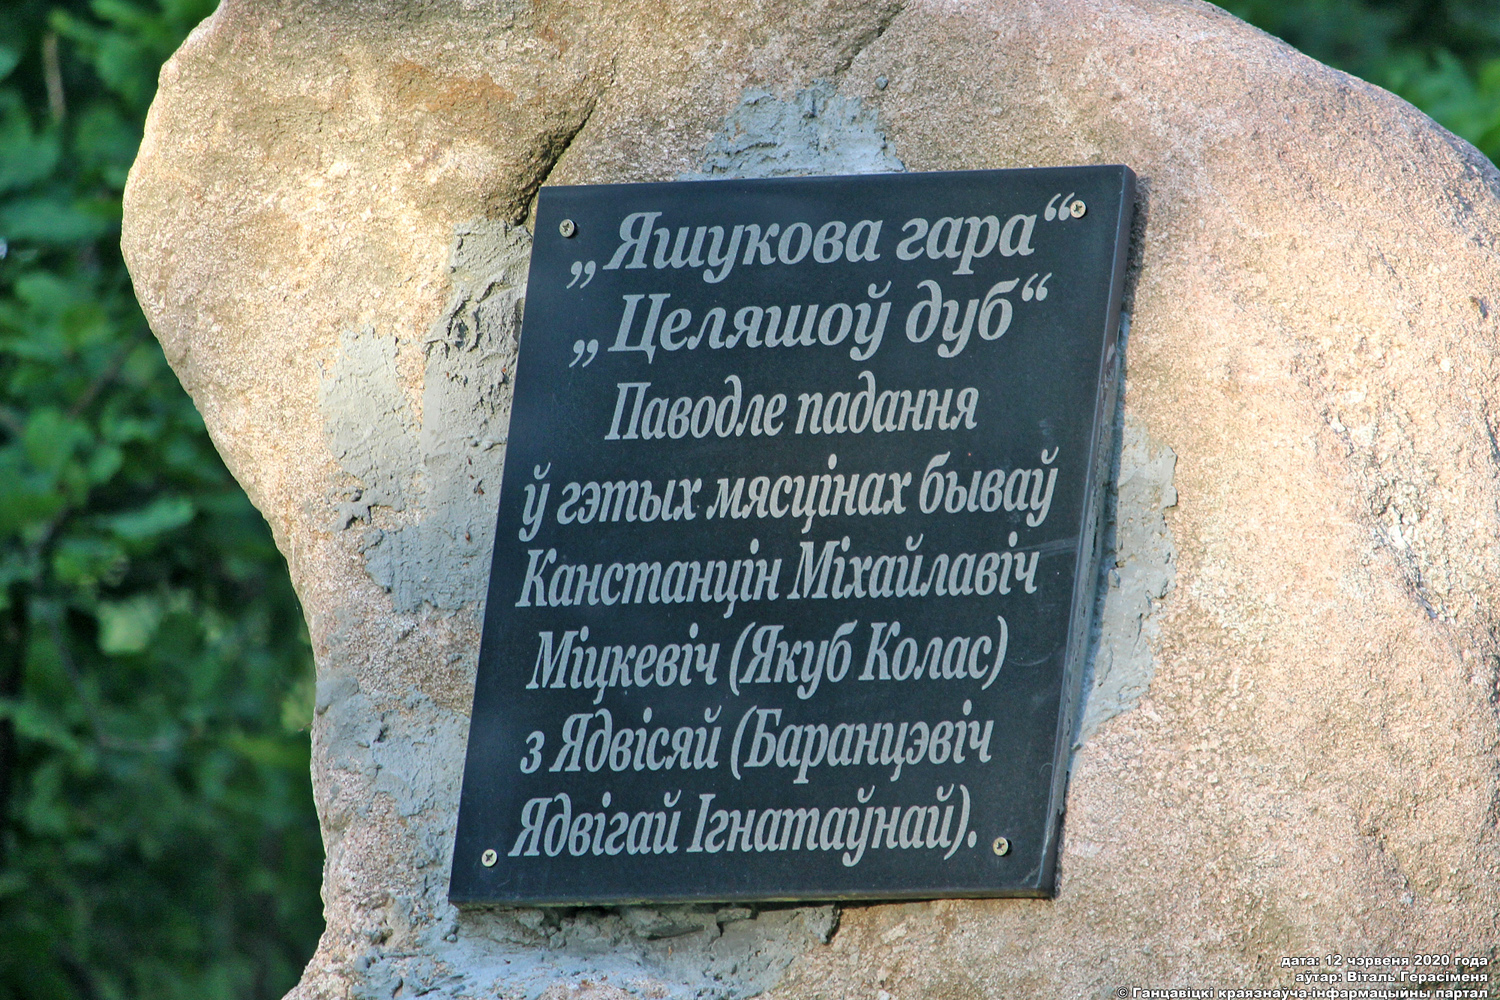 „Яшукова гара“
„Целяшоў дуб“
Паводле падання
ў гэтых мясцінах бываў
Канстанцін Міхайлавіч
Міцкевіч (Якуб Колас)
з Ядвісяй (Баранцэвіч
Ядвігай Ігнатаўнай).
дата: 12 чэрвеня 2020 года
аўтар: Віталь Герасіменя
© Ганцавіцкі краязнаўча-інфармацыйны партал